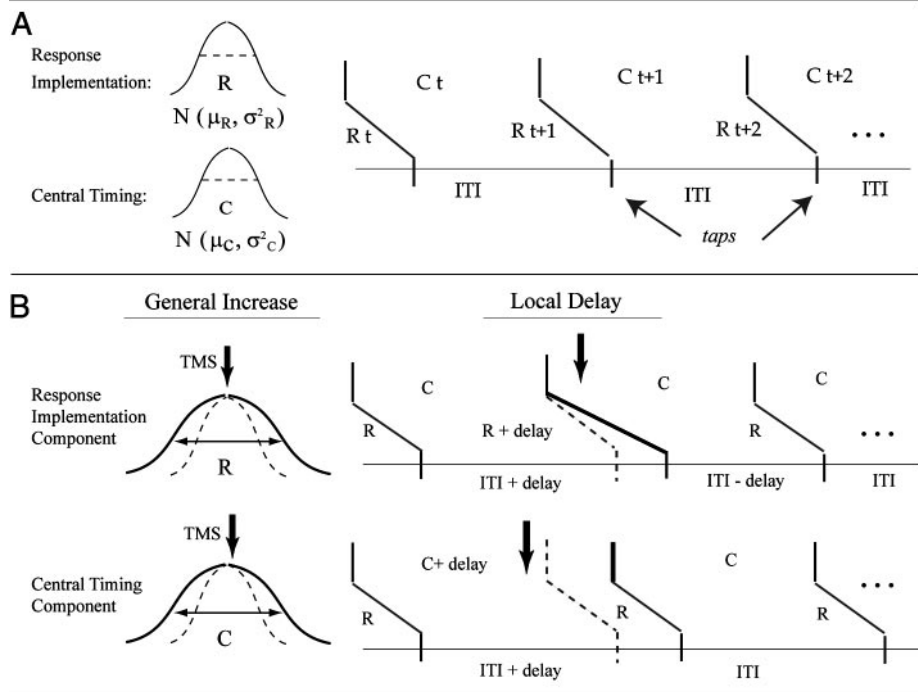 A
Response
Implementation:
R
N (μR, σ²R)
Central Timing:
C
N (μC, σ²C)
C t
C t+1
C t+2
R t
R t+1
R t+2
...
ITI
ITI
ITI
taps
B
General Increase
Local Delay
TMS
Response
Implementation
Component
R
C
C
C
R
R + delay
R
...
ITI + delay
ITI - delay
ITI
TMS
Central Timing
Component
C
C+ delay
C
R
R
R
...
ITI + delay
ITI